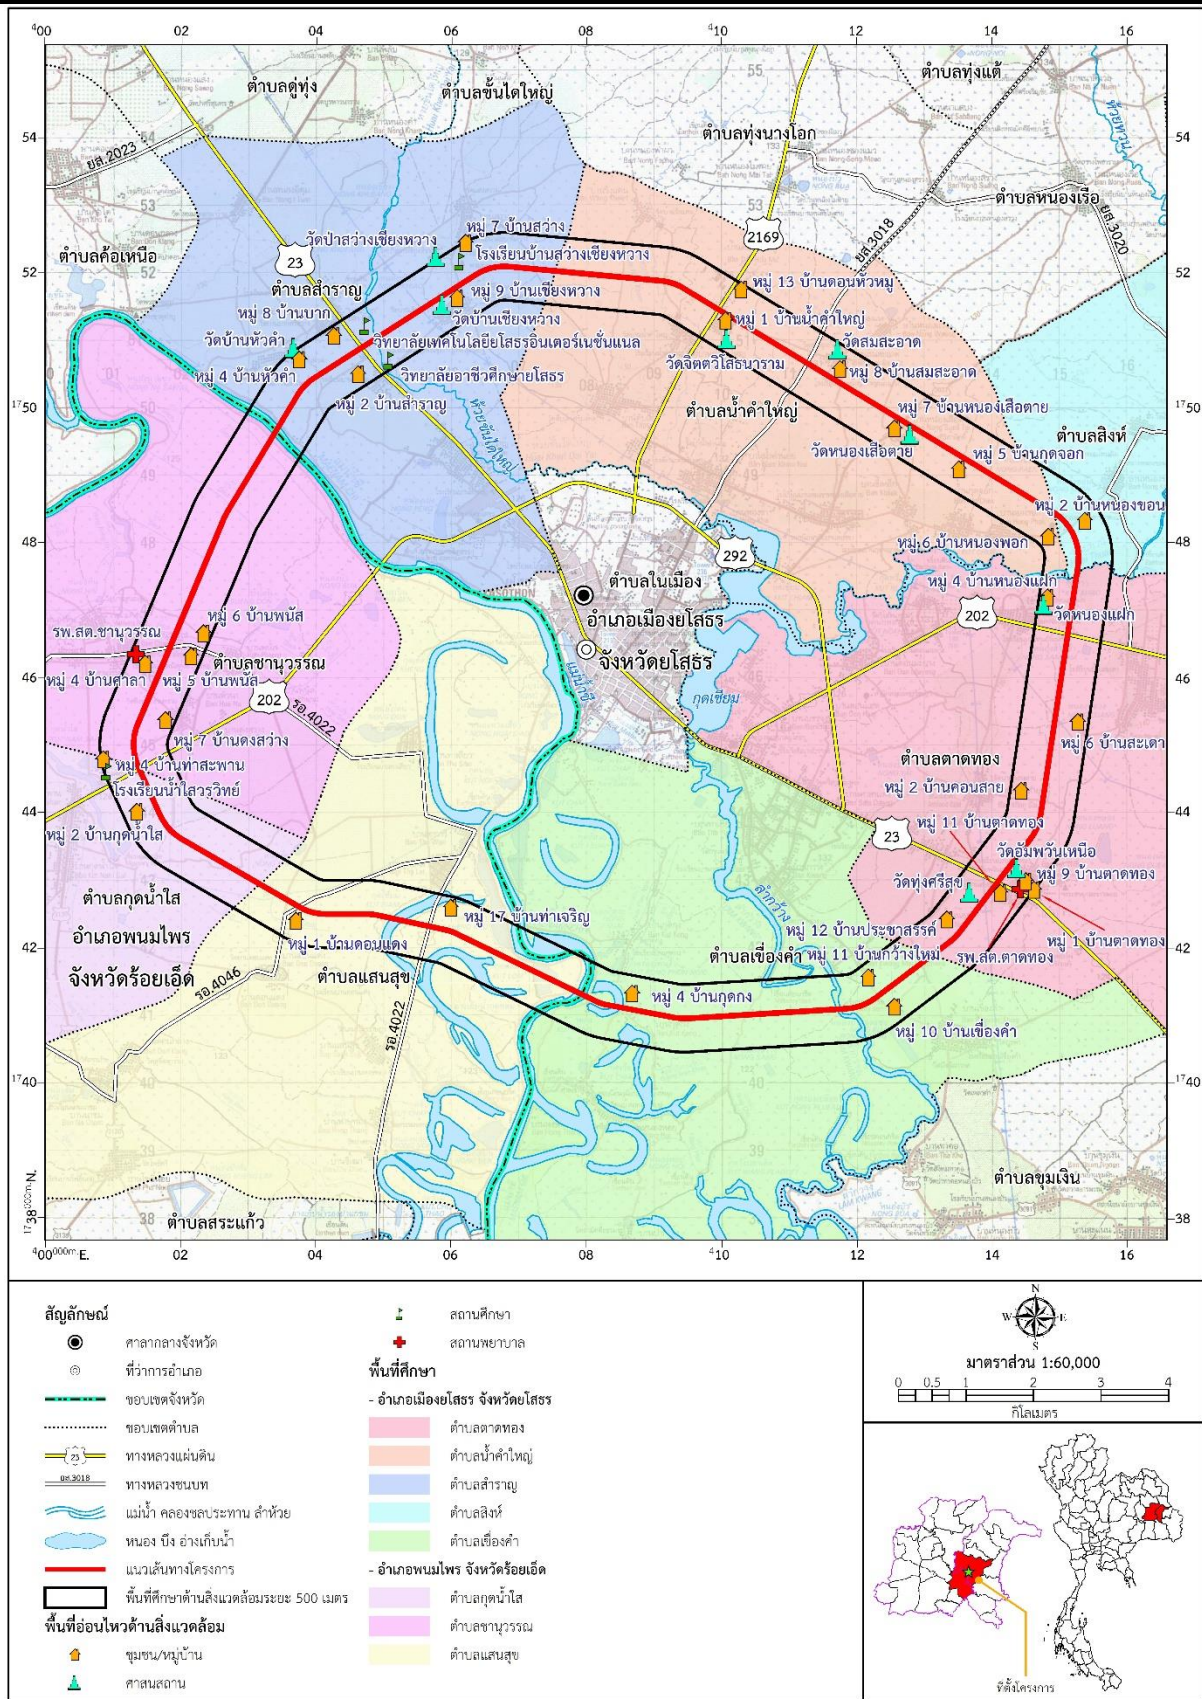 ⁴00 02 04 06 08 ⁴10 12 14 16
ตำบลดู่ทุ่ง
ตำบลขั้นไดใหญ่
ตำบลทุ่งแต้
ตำบลทุ่งนางโอก
ยส.2023
54
54
ห้วยทวน
ตำบลหนองเรือ
ยส.3020
ยส.3018
2169
หมู่ 7 บ้านสว่าง
วัดป่าสว่างเชียงหวาง
โรงเรียนบ้านสว่างเชียงหวาง
ตำบลค้อเหนือ
23
52
52
หมู่ 13 บ้านดอนหัวหมู
ตำบลสำราญ
หมู่ 9 บ้านเชียงหวาง
หมู่ 8 บ้านบาก
วัดบ้านเชียงหวาง
หมู่ 1 บ้านน้ำคำใหญ่
วัดบ้านหัวคำ
วิทยาลัยเทคโนโลยียโสธรอินเตอร์เนชั่นแนล
วัดสมสะอาด
หมู่ 4 บ้านหัวคำ
วิทยาลัยอาชีวศึกษายโสธร
วัดจิตตวิโสธนาราม
หมู่ 8 บ้านสมสะอาด
หมู่ 2 บ้านสำราญ
ห้วยขั้นไดใหญ่
ตำบลน้ำคำใหญ่
หมู่ 7 บ้านหนองเสือตาย
¹⁷50
¹⁷50
ตำบลสิงห์
วัดหนองเสือตาย
หมู่ 5 บ้านกุดจอก
หมู่ 2 บ้านหนองขอน
48
48
หมู่ 6 บ้านหนองพอก
292
ตำบลในเมือง
หมู่ 4 บ้านหนองแฝก
วัดหนองแฝก
202
อำเภอเมืองยโสธร
จังหวัดยโสธร
หมู่ 6 บ้านพนัส
รพ.สต.ชานุวรรณ
ตำบลชานุวรรณ
46
46
หมู่ 4 บ้านศาลา
หมู่ 5 บ้านพนัส
202
รอ.4022
แม่น้ำชี
กุดเชียม
หมู่ 7 บ้านดงสว่าง
หมู่ 6 บ้านสะเดา
หมู่ 4 บ้านท่าสะพาน
ตำบลตาดทอง
โรงเรียนน้ำใสวรวิทย์
หมู่ 2 บ้านคอนสาย
44
44
หมู่ 2 บ้านกุดน้ำใส
23
หมู่ 11 บ้านตาดทอง
วัดอัมพวันเหนือ
วัดทุ่งศรีสุข
หมู่ 9 บ้านตาดทอง
ตำบลกุดน้ำใส
ลำกว้าง
หมู่ 17 บ้านท่าเจริญ
หมู่ 12 บ้านประชาสรรค์
อำเภอพนมไพร
หมู่ 1 บ้านดอนแดง
42
หมู่ 1 บ้านตาดทอง
ตำบลเขื่องคำ
หมู่ 11 บ้านกว้างใหม่
รพ.สต.ตาดทอง
จังหวัดร้อยเอ็ด
รอ.4046
ตำบลแสนสุข
หมู่ 4 บ้านกุดกง
รอ.4022
หมู่ 10 บ้านเขื่องคำ
¹⁷40
¹⁷40
ตำบลขุมเงิน
ตำบลสระแก้ว
¹⁷38⁰⁰⁰ᵐ·N.
38
⁴00⁰⁰⁰ᵐ·E. 02 04 06 08 ⁴10 12 14 16
สัญลักษณ์
ศาลากลางจังหวัด
ที่ว่าการอำเภอ
ขอบเขตจังหวัด
ขอบเขตตำบล
23 ทางหลวงแผ่นดิน
ยส.3018 ทางหลวงชนบท
แม่น้ำ คลองชลประทาน ลำห้วย
หนอง บึง อ่างเก็บน้ำ
แนวเส้นทางโครงการ
พื้นที่ศึกษาด้านสิ่งแวดล้อมระยะ 500 เมตร
พื้นที่อ่อนไหวด้านสิ่งแวดล้อม
ชุมชน/หมู่บ้าน
ศาสนสถาน
สถานศึกษา
สถานพยาบาล
พื้นที่ศึกษา
- อำเภอเมืองยโสธร จังหวัดยโสธร
ตำบลตาดทอง
ตำบลน้ำคำใหญ่
ตำบลสำราญ
ตำบลสิงห์
ตำบลเขื่องคำ
- อำเภอพนมไพร จังหวัดร้อยเอ็ด
ตำบลกุดน้ำใส
ตำบลชานุวรรณ
ตำบลแสนสุข
N
W E
S
มาตราส่วน 1:60,000
0 0.5 1 2 3 4
กิโลเมตร
ที่ตั้งโครงการ